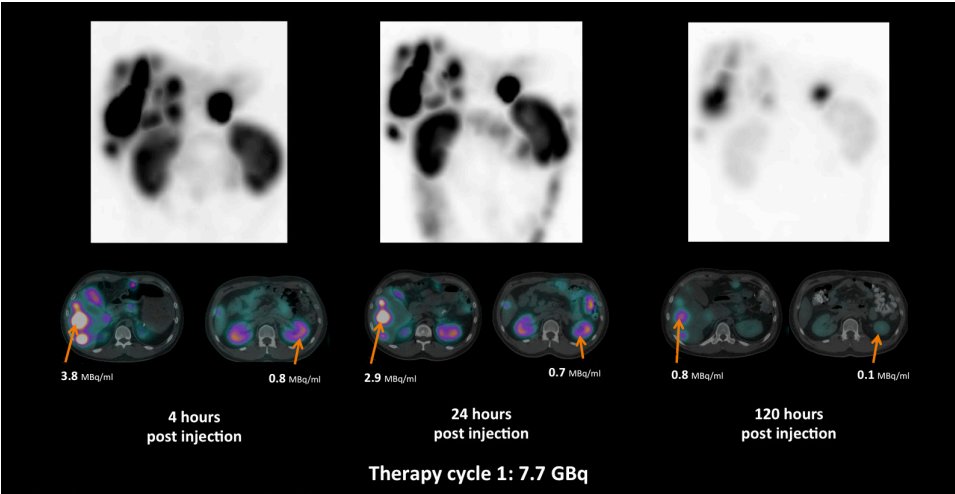 3.8 MBq/ml
0.8 MBq/ml
2.9 MBq/ml
0.7 MBq/ml
0.8 MBq/ml
0.1 MBq/ml
4 hours
post injection
24 hours
post injection
120 hours
post injection
Therapy cycle 1: 7.7 GBq